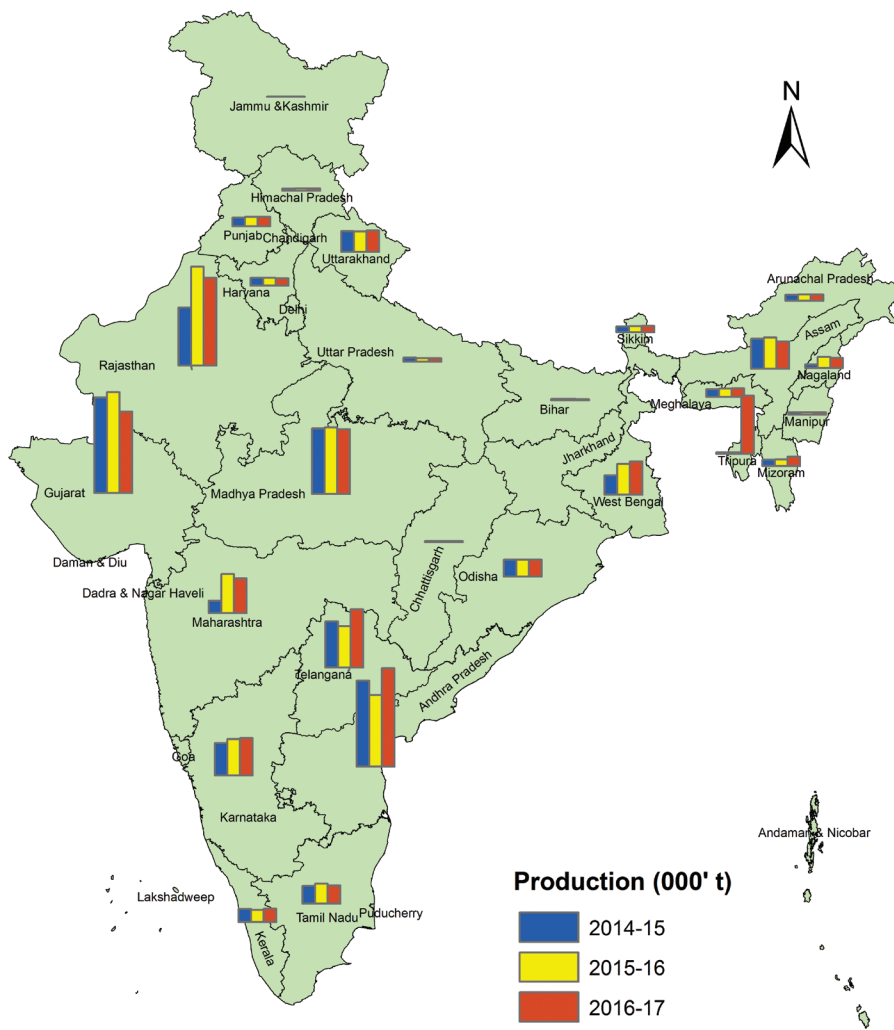 N
Jammu &Kashmir
Himachal Pradesh
Punjab
Chandigarh
Uttarakhand
Arunachal Pradesh
Haryana
Delhi
Assam
Sikkim
Uttar Pradesh
Rajasthan
Nagaland
Meghalaya
Bihar
Manipur
Jharkhand
Tripura
Mizoram
Gujarat
Madhya Pradesh
West Bengal
Daman & Diu
Chhattisgarh
Odisha
Dadra & Nagar Haveli
Maharashtra
Telangana
Andhra Pradesh
Goa
Karnataka
Andaman & Nicobar
Production (000' t)
Lakshadweep
Tamil Nadu
Puducherry
Kerala
2014-15
2015-16
2016-17